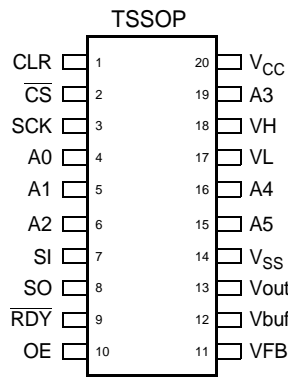 TSSOP
CLR 1 20 VCC
CS 2 19 A3
SCK 3 18 VH
A0 4 17 VL
A1 5 16 A4
A2 6 15 A5
SI 7 14 VSS
SO 8 13 Vout
RDY 9 12 Vbuf
OE 10 11 VFB